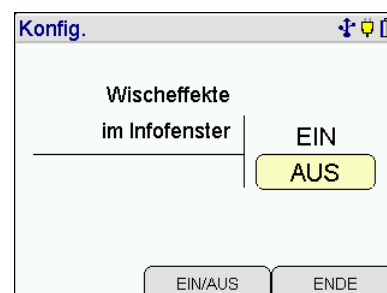 Konfig.
Wischeffekte
im Infofenster
EIN
AUS
EIN/AUS
ENDE